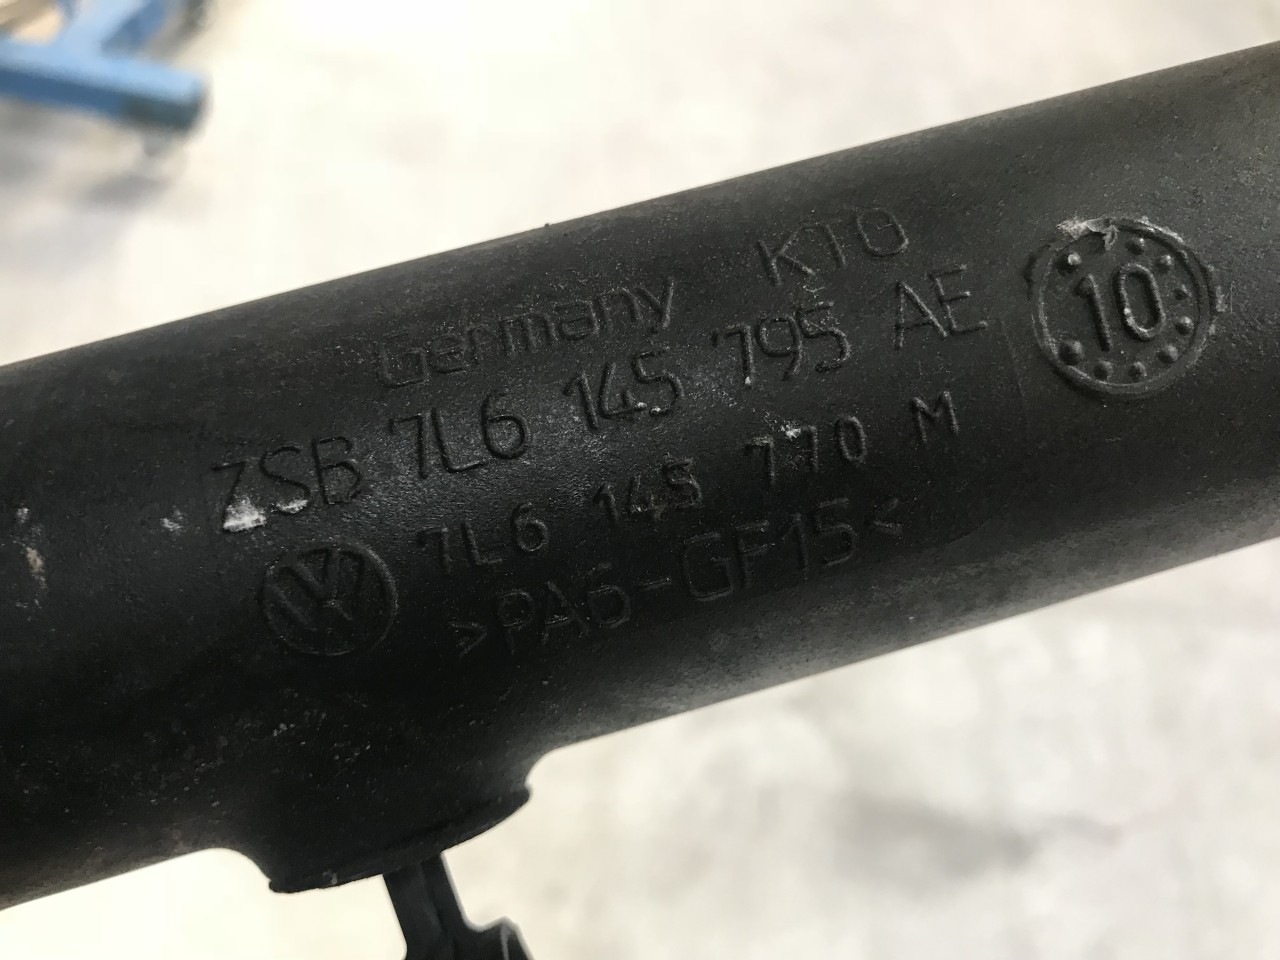 Germany KTO
ZSB 7L6 145 795 AE
10
7L6 145 770 M
>PA6-GF15<